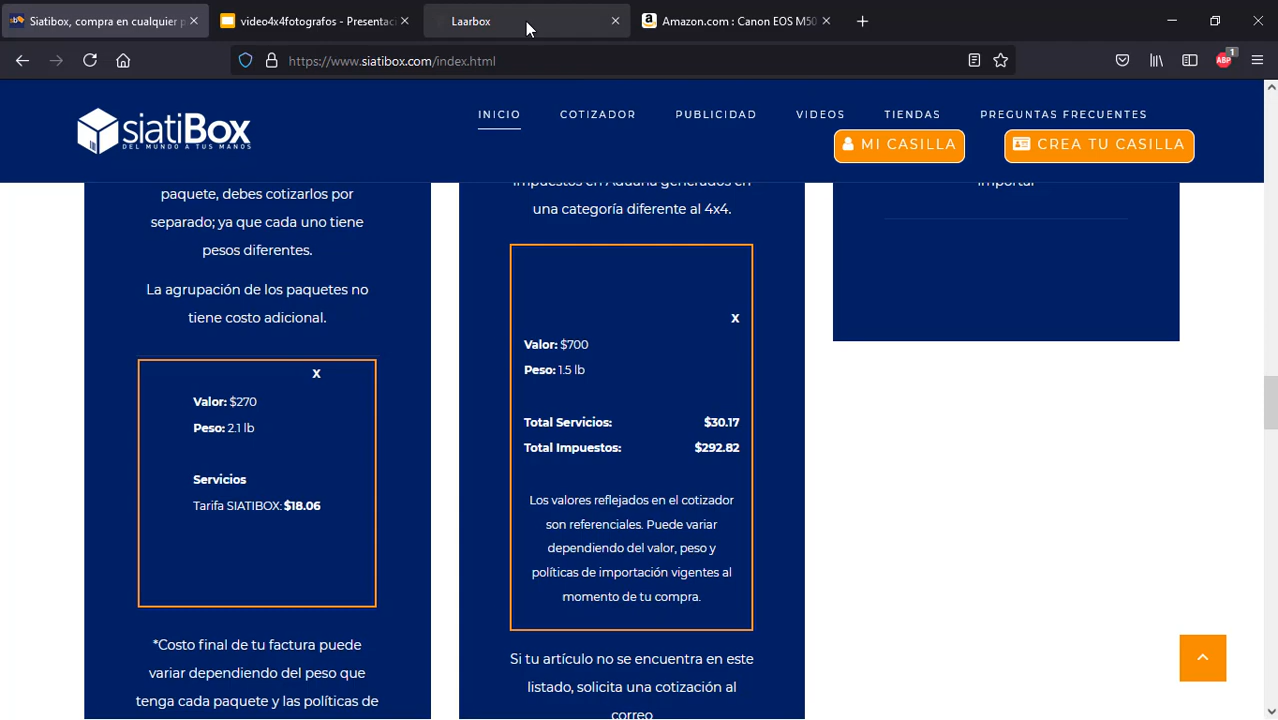 Siatibox, compra en cualquier p
video4x4fotografos - Presentaci
Laarbox
Amazon.com : Canon EOS M50
https://www.siatibox.com/index.html
ABP
1
siatiBox
DEL MUNDO A TUS MANOS
INICIO
COTIZADOR
PUBLICIDAD
VIDEOS
TIENDAS
PREGUNTAS FRECUENTES
MI CASILLA
CREA TU CASILLA
paquete, debes cotizarlos por
separado; ya que cada uno tiene
pesos diferentes.
La agrupación de los paquetes no
tiene costo adicional.
X
Valor: $270
Peso: 2.1 lb
Servicios
Tarifa SIATIBOX: $18.06
*Costo final de tu factura puede
variar dependiendo del peso que
tenga cada paquete y las políticas de
impuestos en Aduana generados en
una categoría diferente al 4x4.
X
Valor: $700
Peso: 1.5 lb
Total Servicios: $30.17
Total Impuestos: $292.82
Los valores reflejados en el cotizador
son referenciales. Puede variar
dependiendo del valor, peso y
políticas de importación vigentes al
momento de tu compra.
Si tu artículo no se encuentra en este
listado, solicita una cotización al
correo
importar